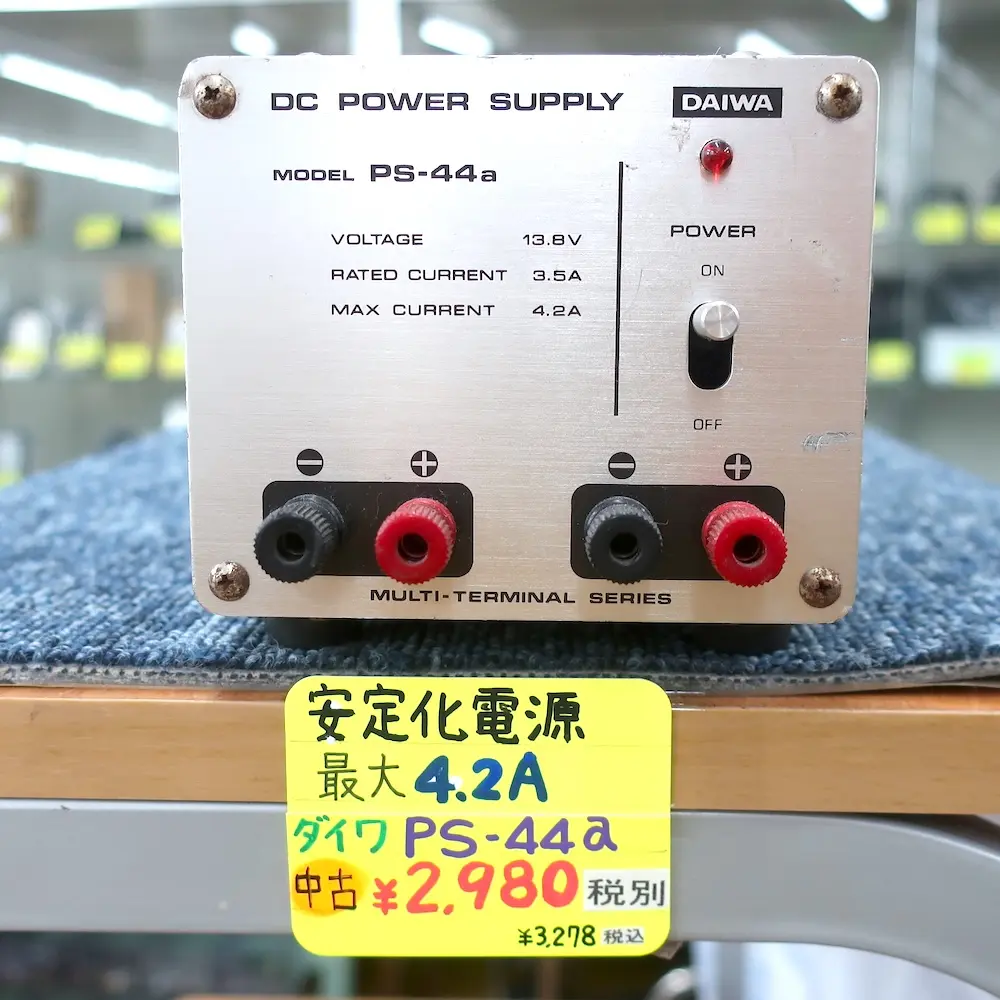 DC POWER SUPPLY
DAIWA
MODEL PS-44a
VOLTAGE 13.8V
RATED CURRENT 3.5A
MAX CURRENT 4.2A
POWER
ON
OFF
− +
− +
MULTI-TERMINAL SERIES
安定化電源
最大 4.2A
ダイワ PS-44a
中古 ¥2,980 税別
¥3,278 税込